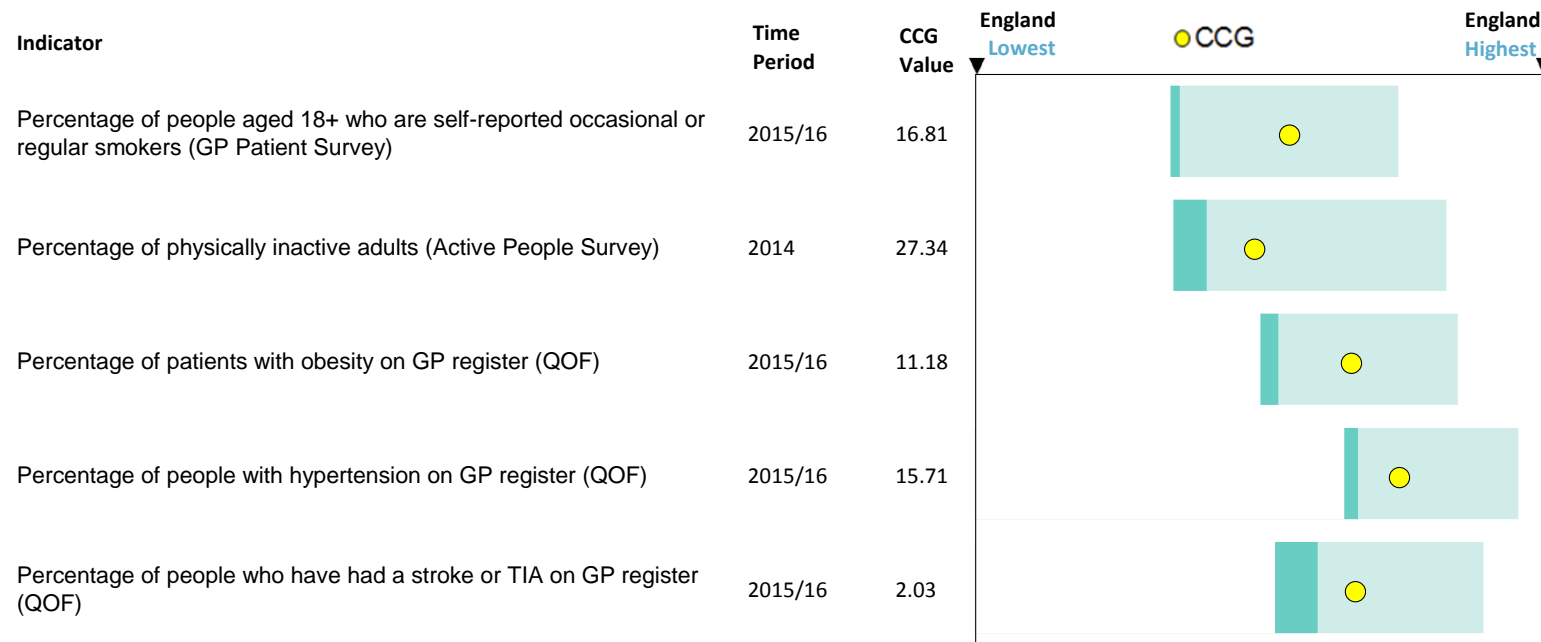 Indicator
Time
Period
CCG
Value
England
Lowest
CCG
England
Highest
Percentage of people aged 18+ who are self-reported occasional or
regular smokers (GP Patient Survey)
2015/16
16.81
Percentage of physically inactive adults (Active People Survey)
2014
27.34
Percentage of patients with obesity on GP register (QOF)
2015/16
11.18
Percentage of people with hypertension on GP register (QOF)
2015/16
15.71
Percentage of people who have had a stroke or TIA on GP register
(QOF)
2015/16
2.03